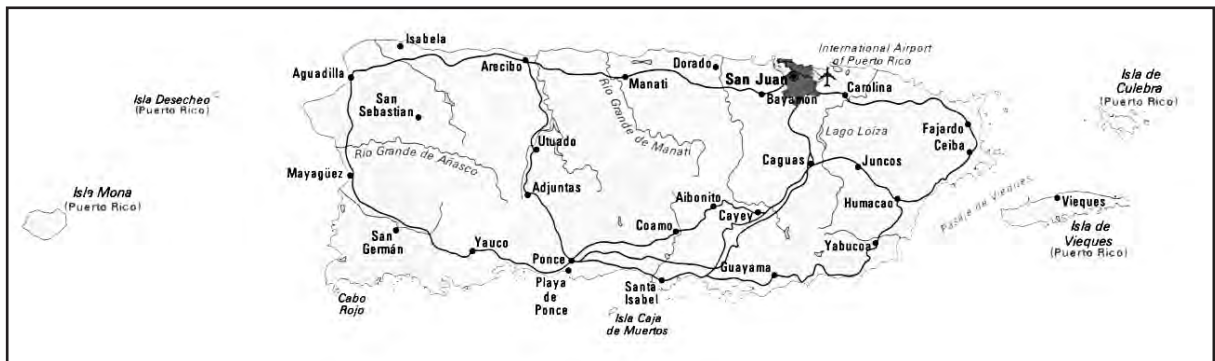 Isabela
International Airport
of Puerto Rico
Aguadilla
Arecibo
Dorado
San Juan
Manati
Bayamón
Carolina
Isla de
Culebra
(Puerto Rico)
Isla Desecheo
(Puerto Rico)
San
Sebastian
Rio Grande
de Manati
Lago Loíza
Fajardo
Ceiba
Utuado
Rio Grande de Añasco
Caguas
Juncos
Mayagüez
Adjuntas
Isla Mona
(Puerto Rico)
Aibonito
Cayey
Humacao
Pasaje de Vieques
Vieques
Isla de
Vieques
(Puerto Rico)
San
Germán
Coamo
Yauco
Yabucoa
Ponce
Guayama
Playa
de
Ponce
Santa
Isabel
Cabo
Rojo
Isla Caja
de Muertos